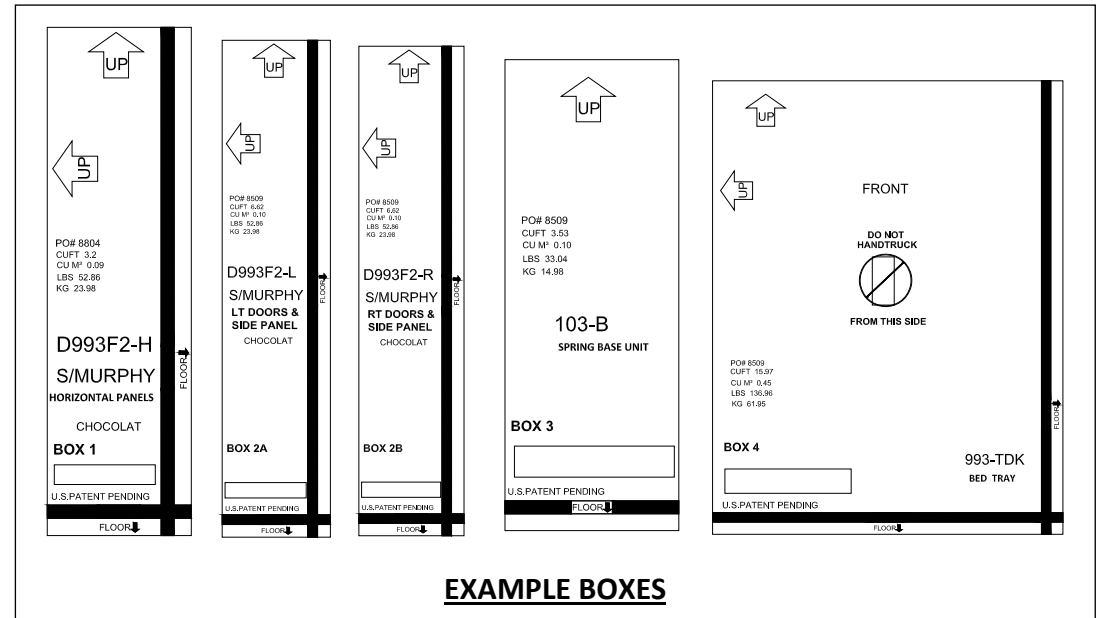 UP
UP
PO# 8804
CUFT 3.2
CU M³ 0.09
LBS 52.86
KG 23.98
D993F2-H
S/MURPHY
HORIZONTAL PANELS
CHOCOLAT
BOX 1
U.S.PATENT PENDING
FLOOR
FLOOR
UP
UP
PO# 8509
CUFT 6.62
CU M³ 0.10
LBS 52.86
KG 23.98
D993F2-L
S/MURPHY
LT DOORS &
SIDE PANEL
CHOCOLAT
BOX 2A
U.S.PATENT PENDING
FLOOR
FLOOR
UP
UP
PO# 8509
CUFT 6.62
CU M³ 0.10
LBS 52.86
KG 23.98
D993F2-R
S/MURPHY
RT DOORS &
SIDE PANEL
CHOCOLAT
BOX 2B
U.S.PATENT PENDING
FLOOR
FLOOR
UP
PO# 8509
CUFT 3.53
CU M³ 0.10
LBS 33.04
KG 14.98
103-B
SPRING BASE UNIT
BOX 3
U.S.PATENT PENDING
FLOOR
UP
UP
FRONT
DO NOT
HANDTRUCK
FROM THIS SIDE
PO# 8509
CUFT 15.97
CU M³ 0.45
LBS 136.96
KG 61.95
BOX 4
993-TDK
BED TRAY
U.S.PATENT PENDING
FLOOR
FLOOR
EXAMPLE BOXES